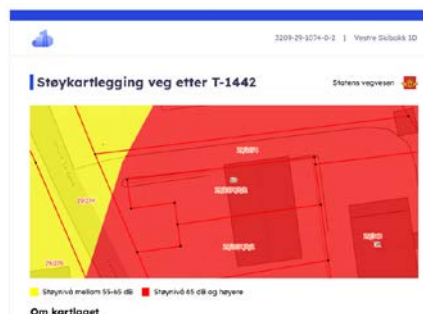 3209-29-1074-0-2 | Vestre Skibakk 1D
Støykartlegging veg etter T-1442
Statens vegvesen
Støynivå mellom 55-65 dB
Støynivå 65 dB og høyere
Om kartlaget